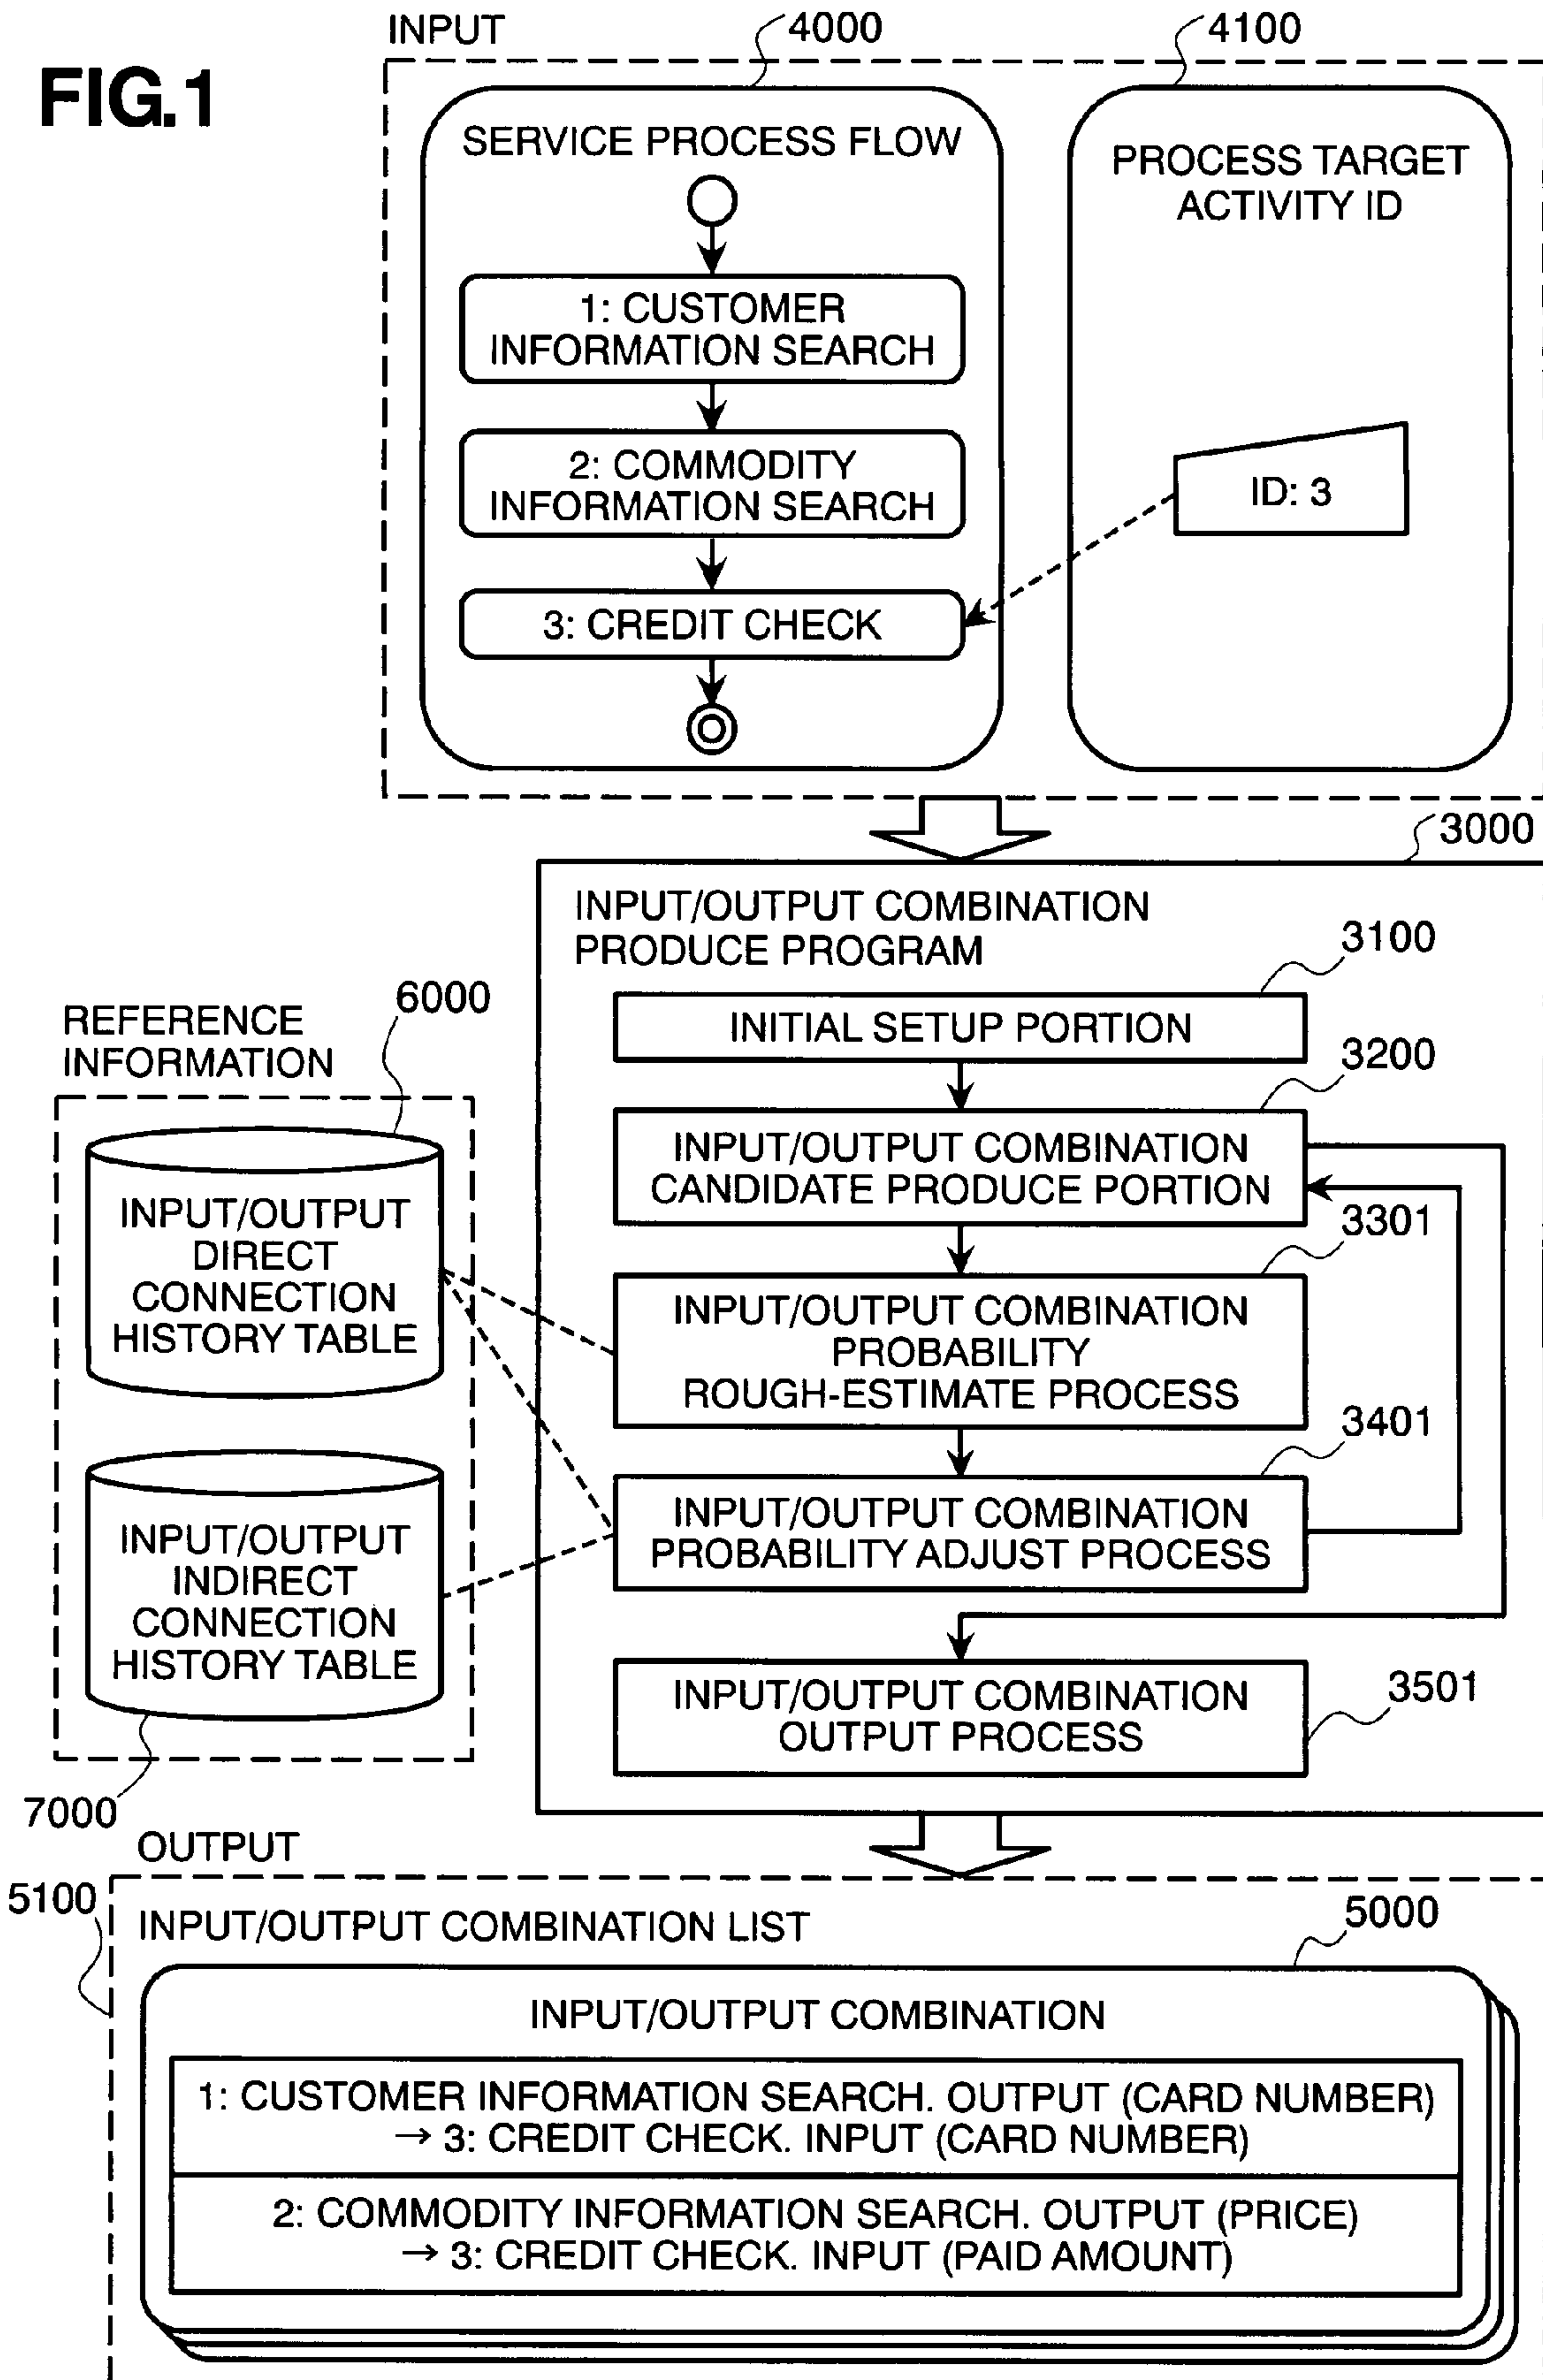 FIG.1
INPUT
4000
4100
SERVICE PROCESS FLOW
1: CUSTOMER
INFORMATION SEARCH
2: COMMODITY
INFORMATION SEARCH
3: CREDIT CHECK
PROCESS TARGET
ACTIVITY ID
ID: 3
3000
INPUT/OUTPUT COMBINATION
PRODUCE PROGRAM
3100
INITIAL SETUP PORTION
3200
INPUT/OUTPUT COMBINATION
CANDIDATE PRODUCE PORTION
3301
INPUT/OUTPUT COMBINATION
PROBABILITY
ROUGH-ESTIMATE PROCESS
3401
INPUT/OUTPUT COMBINATION
PROBABILITY ADJUST PROCESS
INPUT/OUTPUT COMBINATION
OUTPUT PROCESS
3501
REFERENCE
INFORMATION
6000
INPUT/OUTPUT
DIRECT
CONNECTION
HISTORY TABLE
INPUT/OUTPUT
INDIRECT
CONNECTION
HISTORY TABLE
7000
OUTPUT
5100
INPUT/OUTPUT COMBINATION LIST
5000
INPUT/OUTPUT COMBINATION
1: CUSTOMER INFORMATION SEARCH. OUTPUT (CARD NUMBER)
→ 3: CREDIT CHECK. INPUT (CARD NUMBER)
2: COMMODITY INFORMATION SEARCH. OUTPUT (PRICE)
→ 3: CREDIT CHECK. INPUT (PAID AMOUNT)